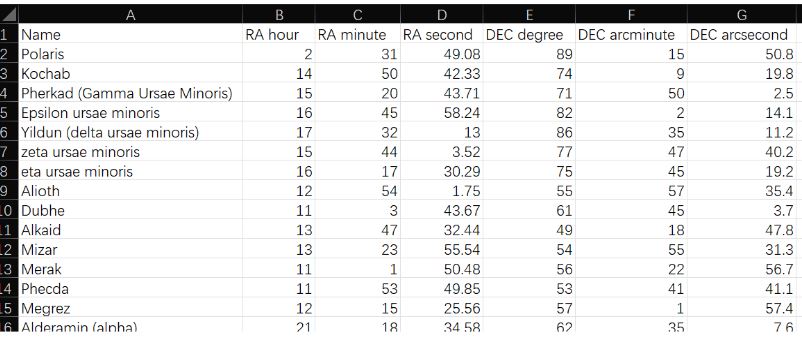 A B C D E F G
1 Name RA hour RA minute RA second DEC degree DEC arcminute DEC arcsecond
2 Polaris 2 31 49.08 89 15 50.8
3 Kochab 14 50 42.33 74 9 19.8
4 Pherkad (Gamma Ursae Minoris) 15 20 43.71 71 50 2.5
5 Epsilon ursae minoris 16 45 58.24 82 2 14.1
6 Yildun (delta ursae minoris) 17 32 13 86 35 11.2
7 zeta ursae minoris 15 44 3.52 77 47 40.2
8 eta ursae minoris 16 17 30.29 75 45 19.2
9 Alioth 12 54 1.75 55 57 35.4
10 Dubhe 11 3 43.67 61 45 3.7
11 Alkaid 13 47 32.44 49 18 47.8
12 Mizar 13 23 55.54 54 55 31.3
13 Merak 11 1 50.48 56 22 56.7
14 Phecda 11 53 49.85 53 41 41.1
15 Megrez 12 15 25.56 57 1 57.4
16 Alderamin (alpha) 21 18 34.58 62 35 7.6